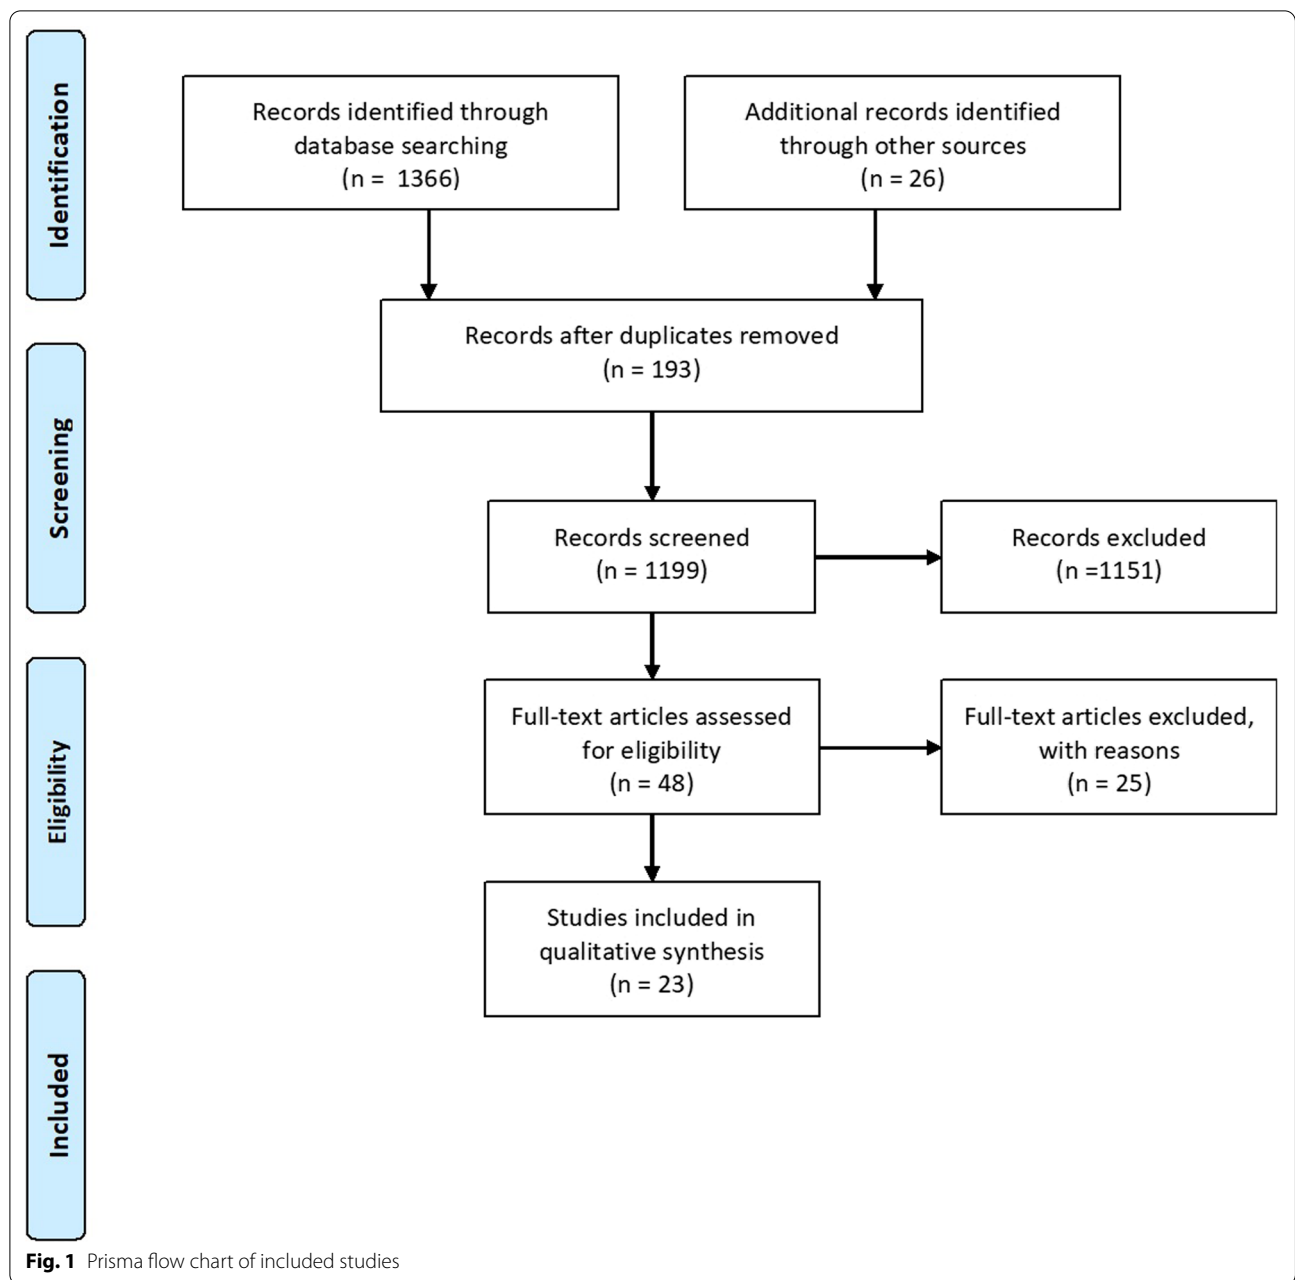 Identification
Records identified through
database searching
(n = 1366)
Additional records identified
through other sources
(n = 26)
Records after duplicates removed
(n = 193)
Screening
Records screened
(n = 1199)
Records excluded
(n =1151)
Eligibility
Full-text articles assessed
for eligibility
(n = 48)
Full-text articles excluded,
with reasons
(n = 25)
Studies included in
qualitative synthesis
(n = 23)
Included
Fig. 1 Prisma flow chart of included studies